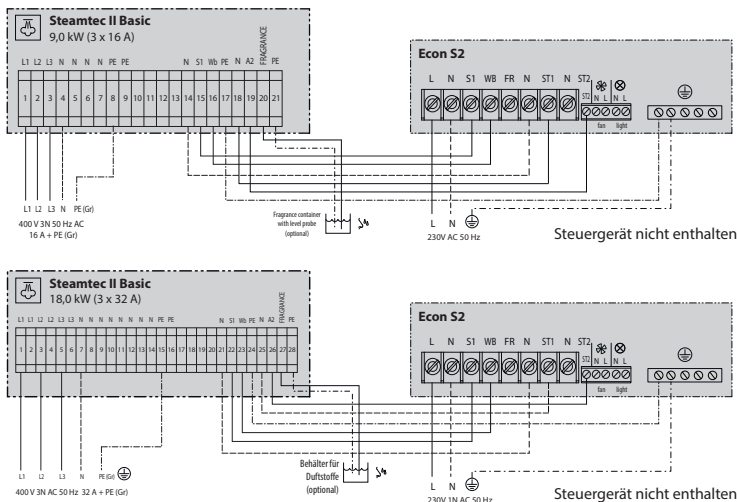 Steamtec II Basic
9,0 kW (3 x 16 A)
L1 L2 L3 N N N N PE PE N S1 Wb PE N A2 FRAGRANCE PE
1 2 3 4 5 6 7 8 9 10 11 12 13 14 15 16 17 18 19 20 21
L1 L2 L3 N PE (Gr)
400 V 3N 50 Hz AC
16 A + PE (Gr)
Fragrance container
with level probe
(optional)
Econ S2
L N S1 WB FR N ST1 N ST2
ST2 N L N L
fan light
L N
230V AC 50 Hz
Steuergerät nicht enthalten
Steamtec II Basic
18,0 kW (3 x 32 A)
L1 L1 L2 L2 L3 L3 N N N N N N N PE PE N S1 Wb PE N A2 FRAGRANCE PE
1 2 3 4 5 6 7 8 9 10 11 12 13 14 15 16 17 18 19 20 21 22 23 24 25 26 27 28
L1 L2 L3 N PE (Gr)
400 V 3N AC 50 Hz 32 A + PE (Gr)
Behälter für
Duftstoffe
(optional)
Econ S2
L N S1 WB FR N ST1 N ST2
ST2 N L N L
fan light
L N
230V 1N AC 50 Hz
Steuergerät nicht enthalten